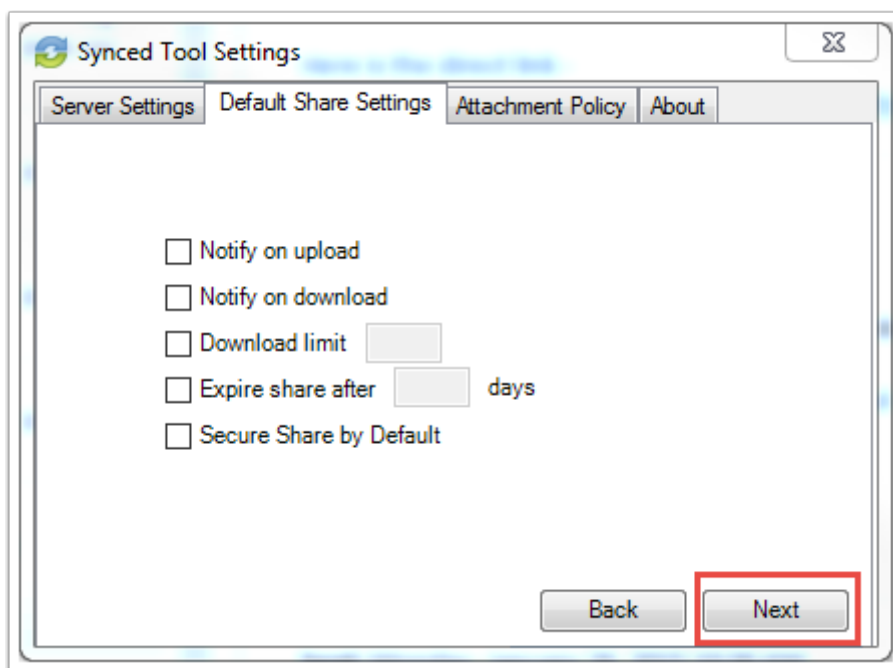 Synced Tool Settings
Server Settings Default Share Settings Attachment Policy About
Notify on upload
Notify on download
Download limit
Expire share after days
Secure Share by Default
Back Next